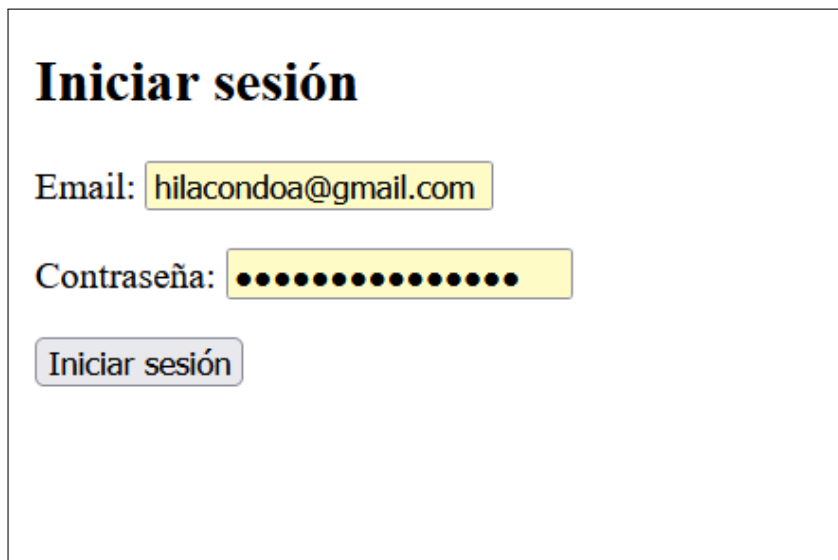 Iniciar sesión
Email: hilacondoa@gmail.com
Contraseña: •••••••••••••••
Iniciar sesión